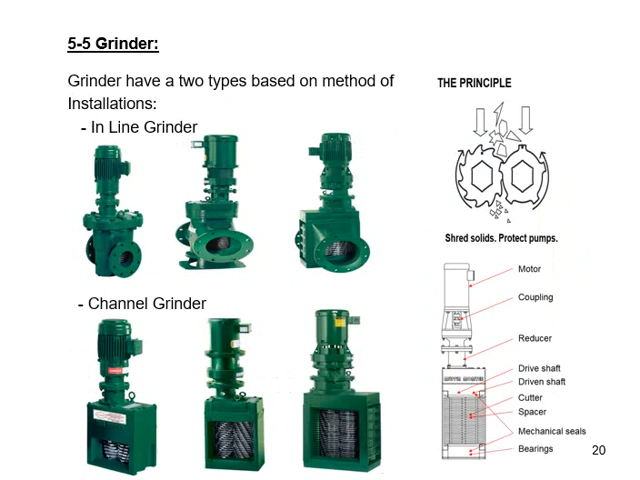 5-5 Grinder:
Grinder have a two types based on method of
Installations:
- In Line Grinder
- Channel Grinder
THE PRINCIPLE
Shred solids. Protect pumps.
Motor
Coupling
Reducer
Drive shaft
Driven shaft
Cutter
Spacer
Mechanical seals
Bearings
20